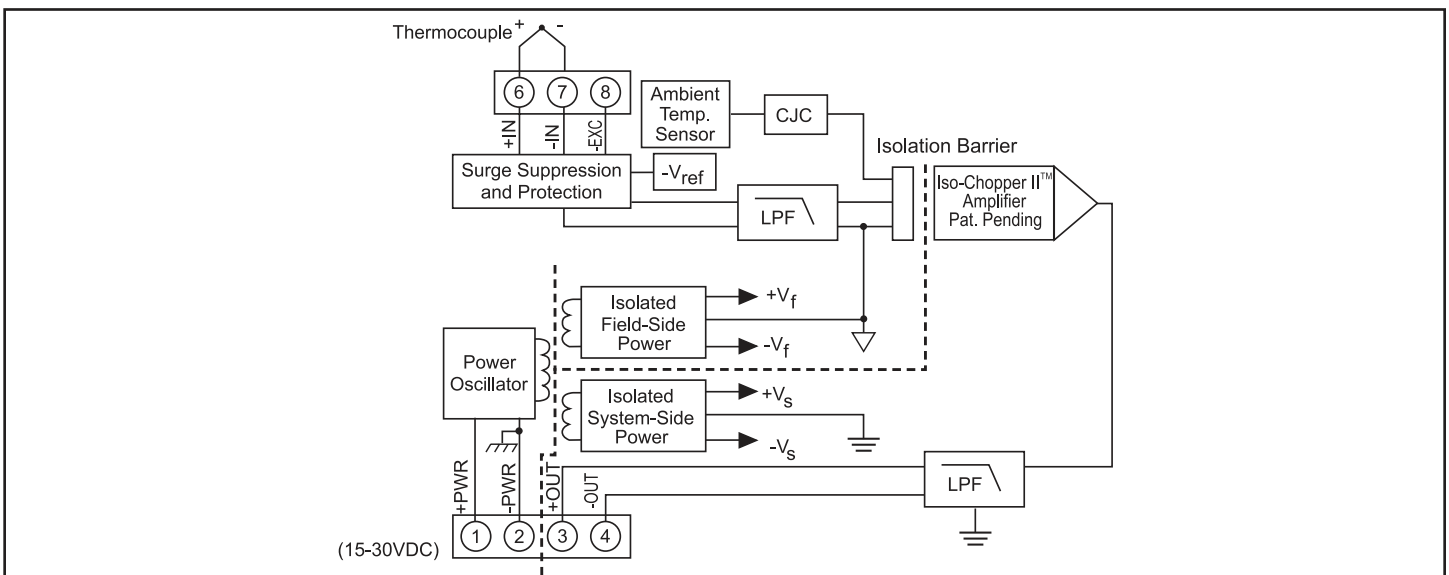 Thermocouple + -
6 7 8
+IN -IN -EXC
Ambient
Temp.
Sensor
CJC
Isolation Barrier
Surge Suppression
and Protection
-Vref
LPF
Iso-Chopper II™
Amplifier
Pat. Pending
Isolated
Field-Side
Power
+Vf
-Vf
Power
Oscillator
Isolated
System-Side
Power
+Vs
-Vs
+PWR -PWR +OUT -OUT
LPF
1 2 3 4
(15-30VDC)